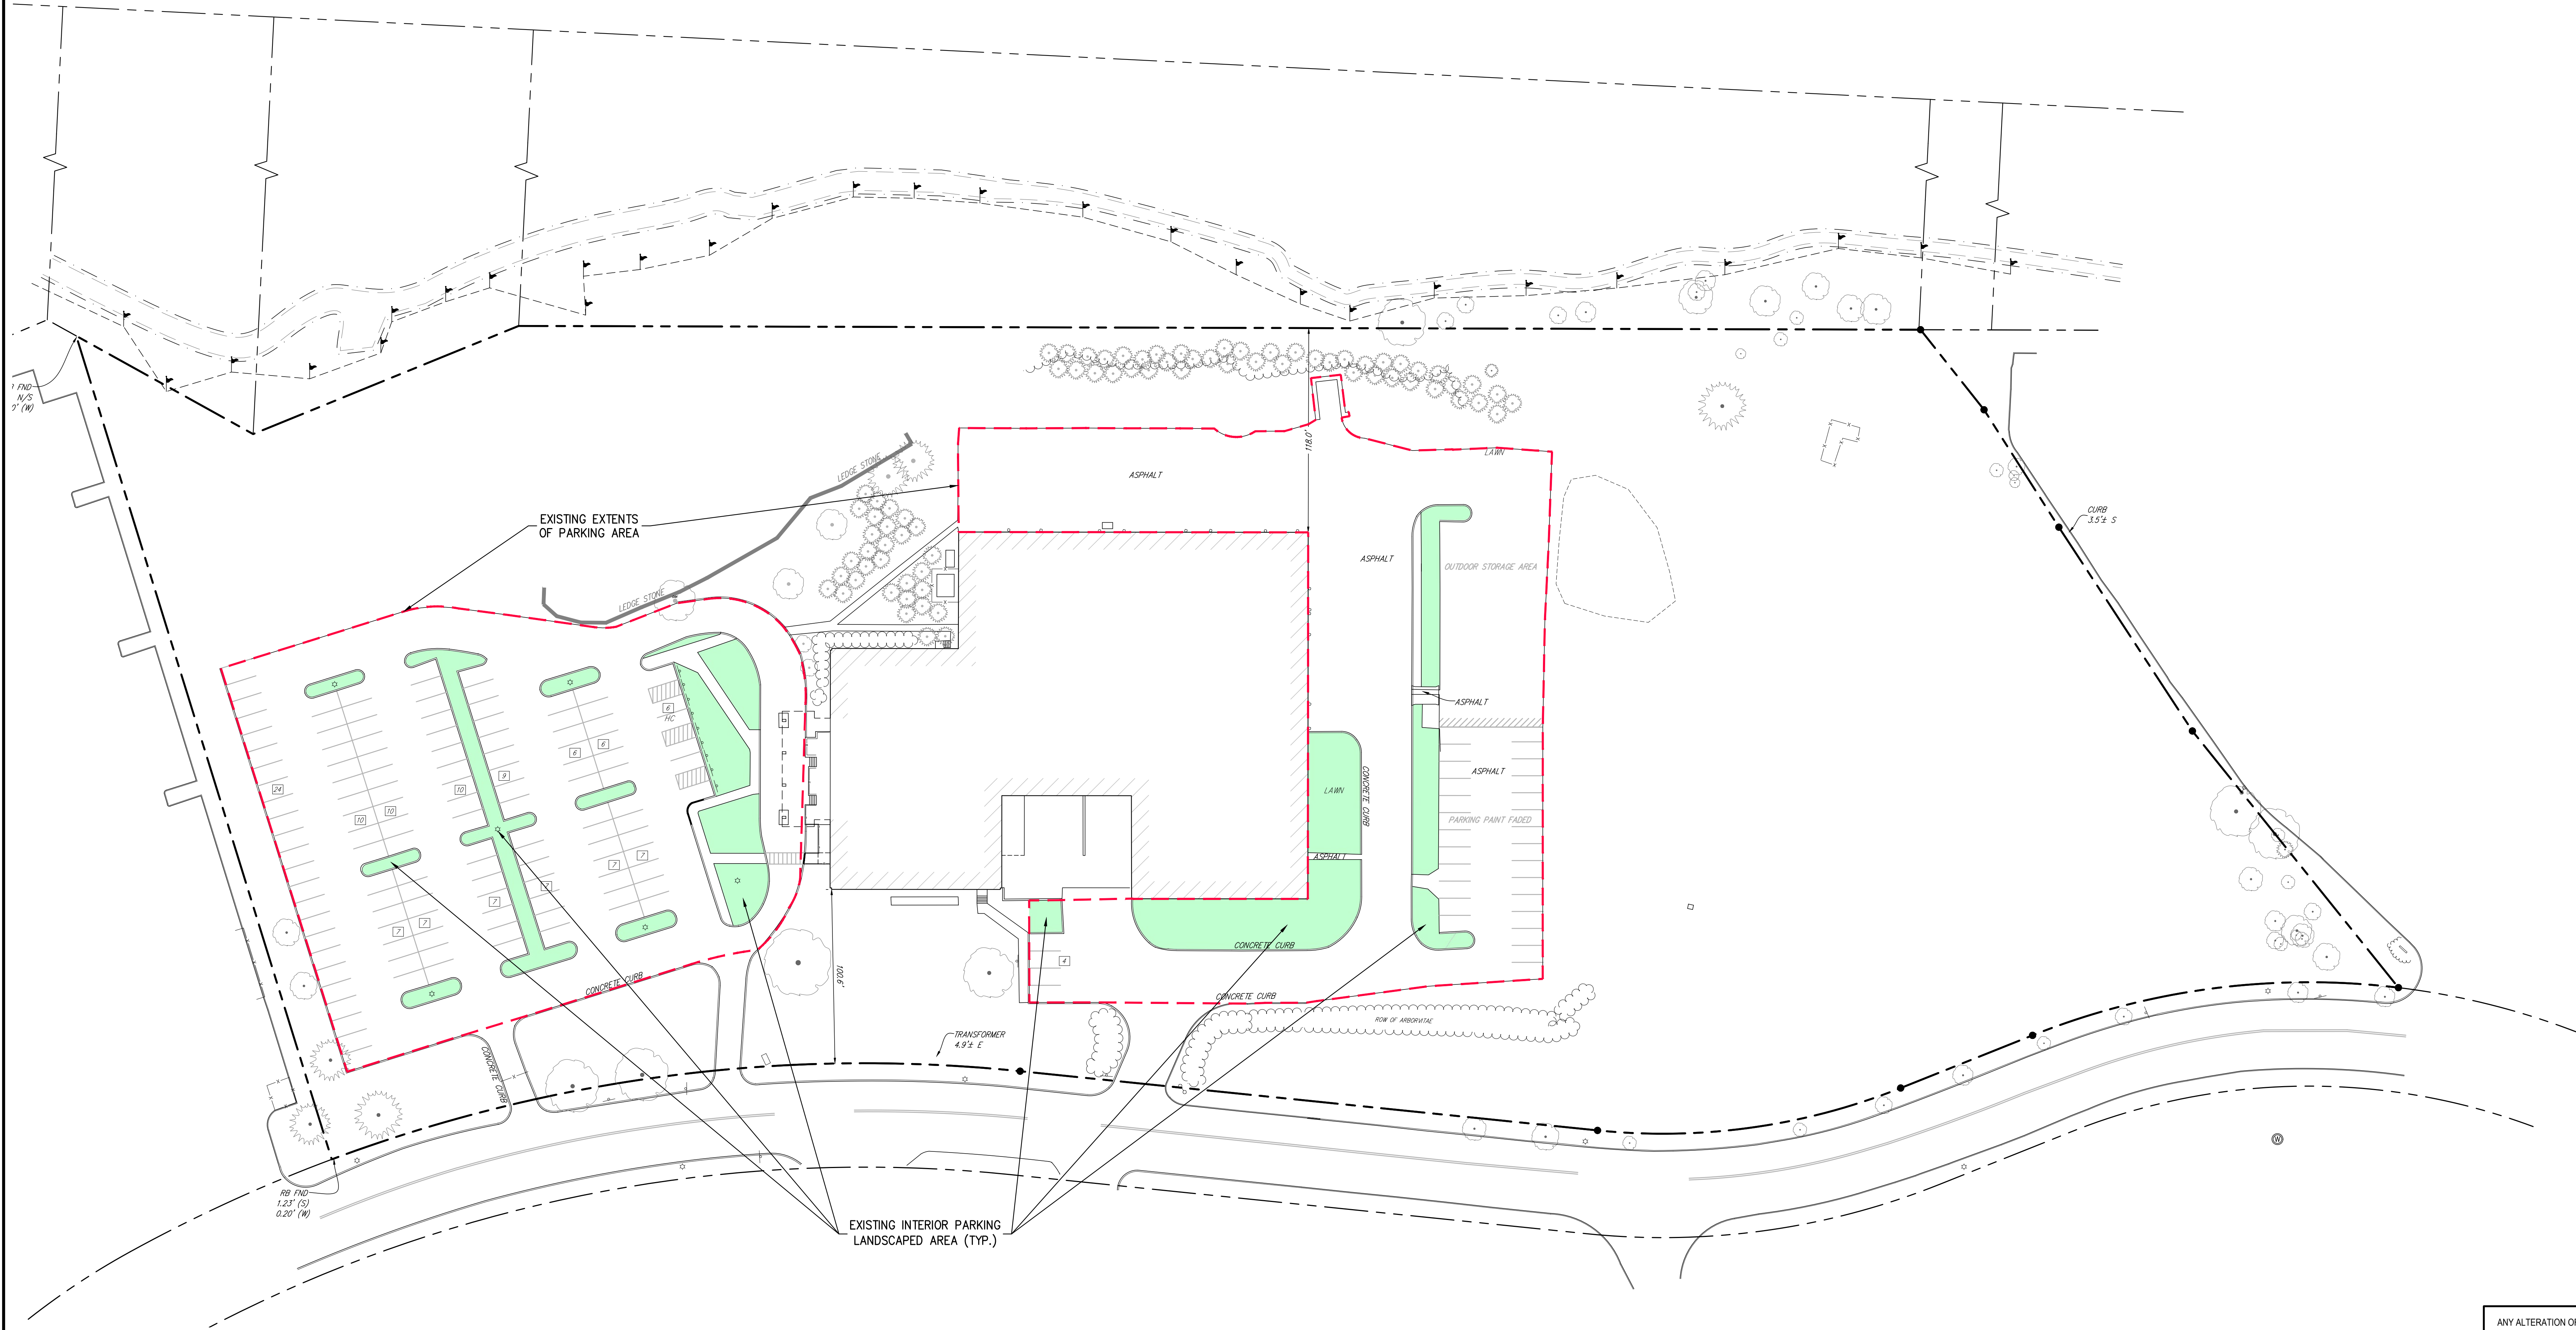 FND
N/S
0' (W)
LEDGE STONE
118.0'
LAWN
ASPHALT
EXISTING EXTENTS
OF PARKING AREA
CURB
3.5'± S
ASPHALT
OUTDOOR STORAGE AREA
LEDGE STONE
6
HC
ASPHALT
6
6
9
24
10
ASPHALT
LAWN
CONCRETE CURB
10
10
PARKING PAINT FADED
7
7
ASPHALT
7
7
7
7
CONCRETE CURB
4
100.6'
CONCRETE CURB
CONCRETE CURB
ROW OF ARBORVITAE
TRANSFORMER
4.9'± E
CONCRETE CURB
W
RB FND
1.23' (S)
0.20' (W)
EXISTING INTERIOR PARKING
LANDSCAPED AREA (TYP.)
ANY ALTERATION OF